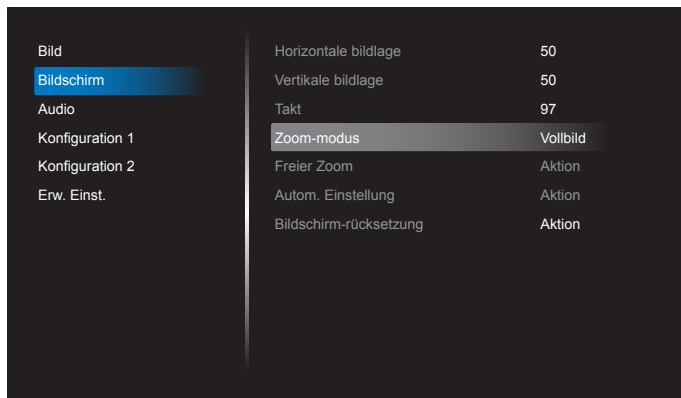 Bild
Bildschirm
Audio
Konfiguration 1
Konfiguration 2
Erw. Einst.
Horizontale bildlage 50
Vertikale bildlage 50
Takt 97
Zoom-modus Vollbild
Freier Zoom Aktion
Autom. Einstellung Aktion
Bildschirm-rücksetzung Aktion